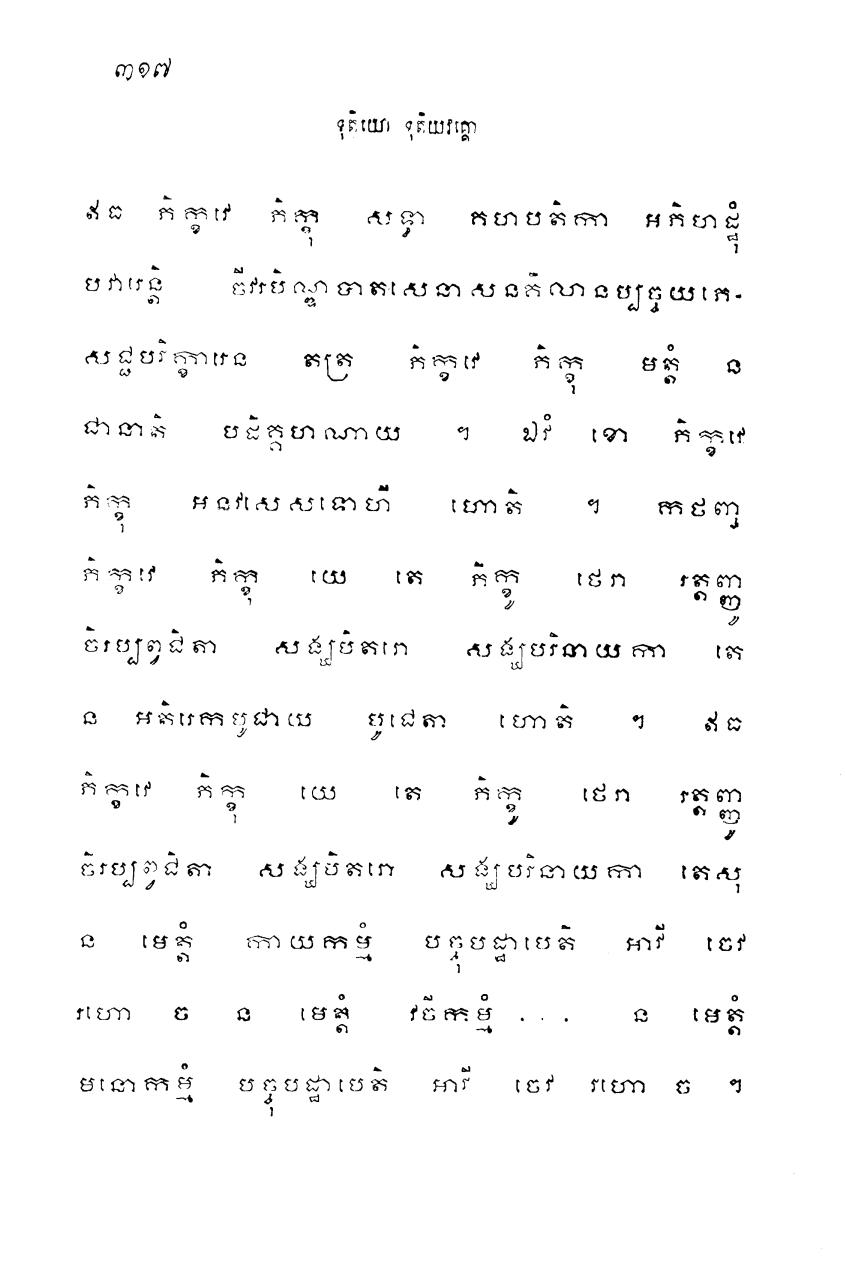 ៣១៧
ទុតិយោ ទុតិយវគ្គោ
ឥធ ភិក្ខវេ ភិក្ខុំ សទ្ធា គហបតិកា អភិហដ្ឋុំ
បវារេន្តិ ចីវរបិណ្ឌបាតសេនាសនគិលានប្បច្ចយភេ-
សជ្ជបរិក្ខារេន តត្រ ភិក្ខវេ ភិក្ខុ មត្តំ ន
ជានាតិ បដិគ្គហណាយ ។ ឯវំ ខោ ភិក្ខវេ
ភិក្ខុ អនវសេសទោហី ហោតិ ។ កថញ្ច
ភិក្ខវេ ភិក្ខុ យេ តេ ភិក្ខូ ថេរា រត្តញ្ញូ
ចិរប្បព្វជិតា សង្ឃបិតរោ សង្ឃបរិនាយកា តេ
ន អតិរេកបូជាយ បូជេតា ហោតិ ។ ឥធ
ភិក្ខវេ ភិក្ខុ យេ តេ ភិក្ខូ ថេរា រត្តញ្ញូ
ចិរប្បព្វជិតា សង្ឃបិតរោ សង្ឃបរិនាយកា តេសុ
ន មេត្តំ កាយកម្មំ បច្ចុបដ្ឋាបេតិ អាវី ចេវ
រហោ ច ន មេត្តំ វចីកម្មំ . . . ន មេត្តំ
មនោកម្មំ បច្ចុបដ្ឋាបេតិ អាវី ចេវ រហោ ច ។